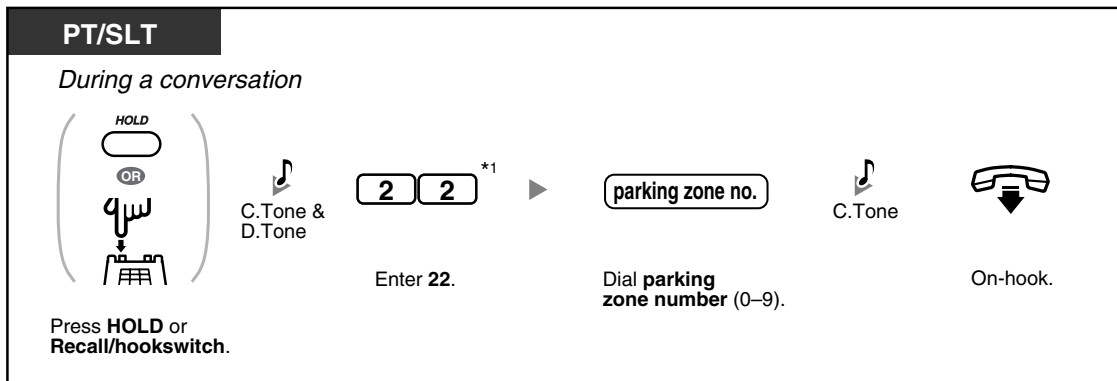 PT/SLT
During a conversation
HOLD
OR
Press HOLD or
Recall/hookswitch.
C.Tone &
D.Tone
2 2 *1
Enter 22.
parking zone no.
Dial parking
zone number (0–9).
C.Tone
On-hook.